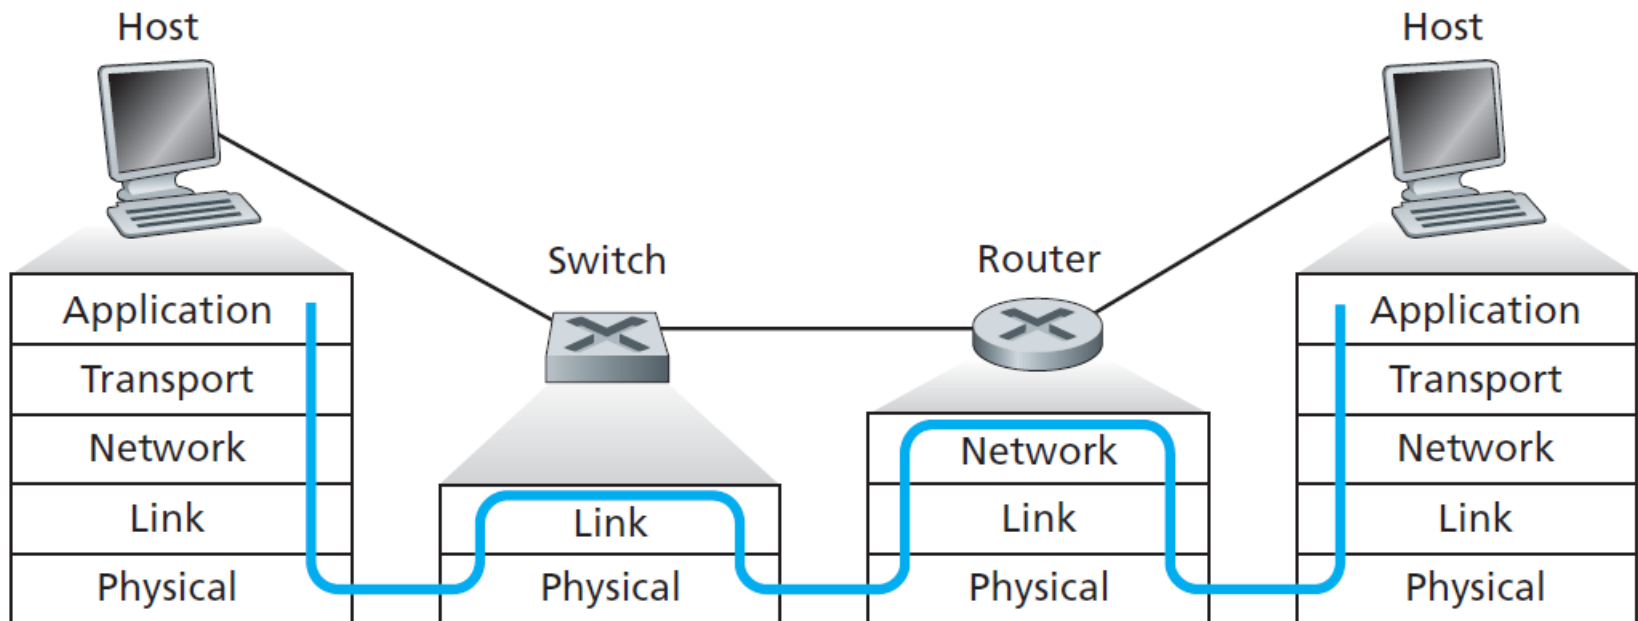 Host
Host
Switch
Router
Application
Transport
Network
Link
Physical
Link
Physical
Network
Link
Physical
Application
Transport
Network
Link
Physical